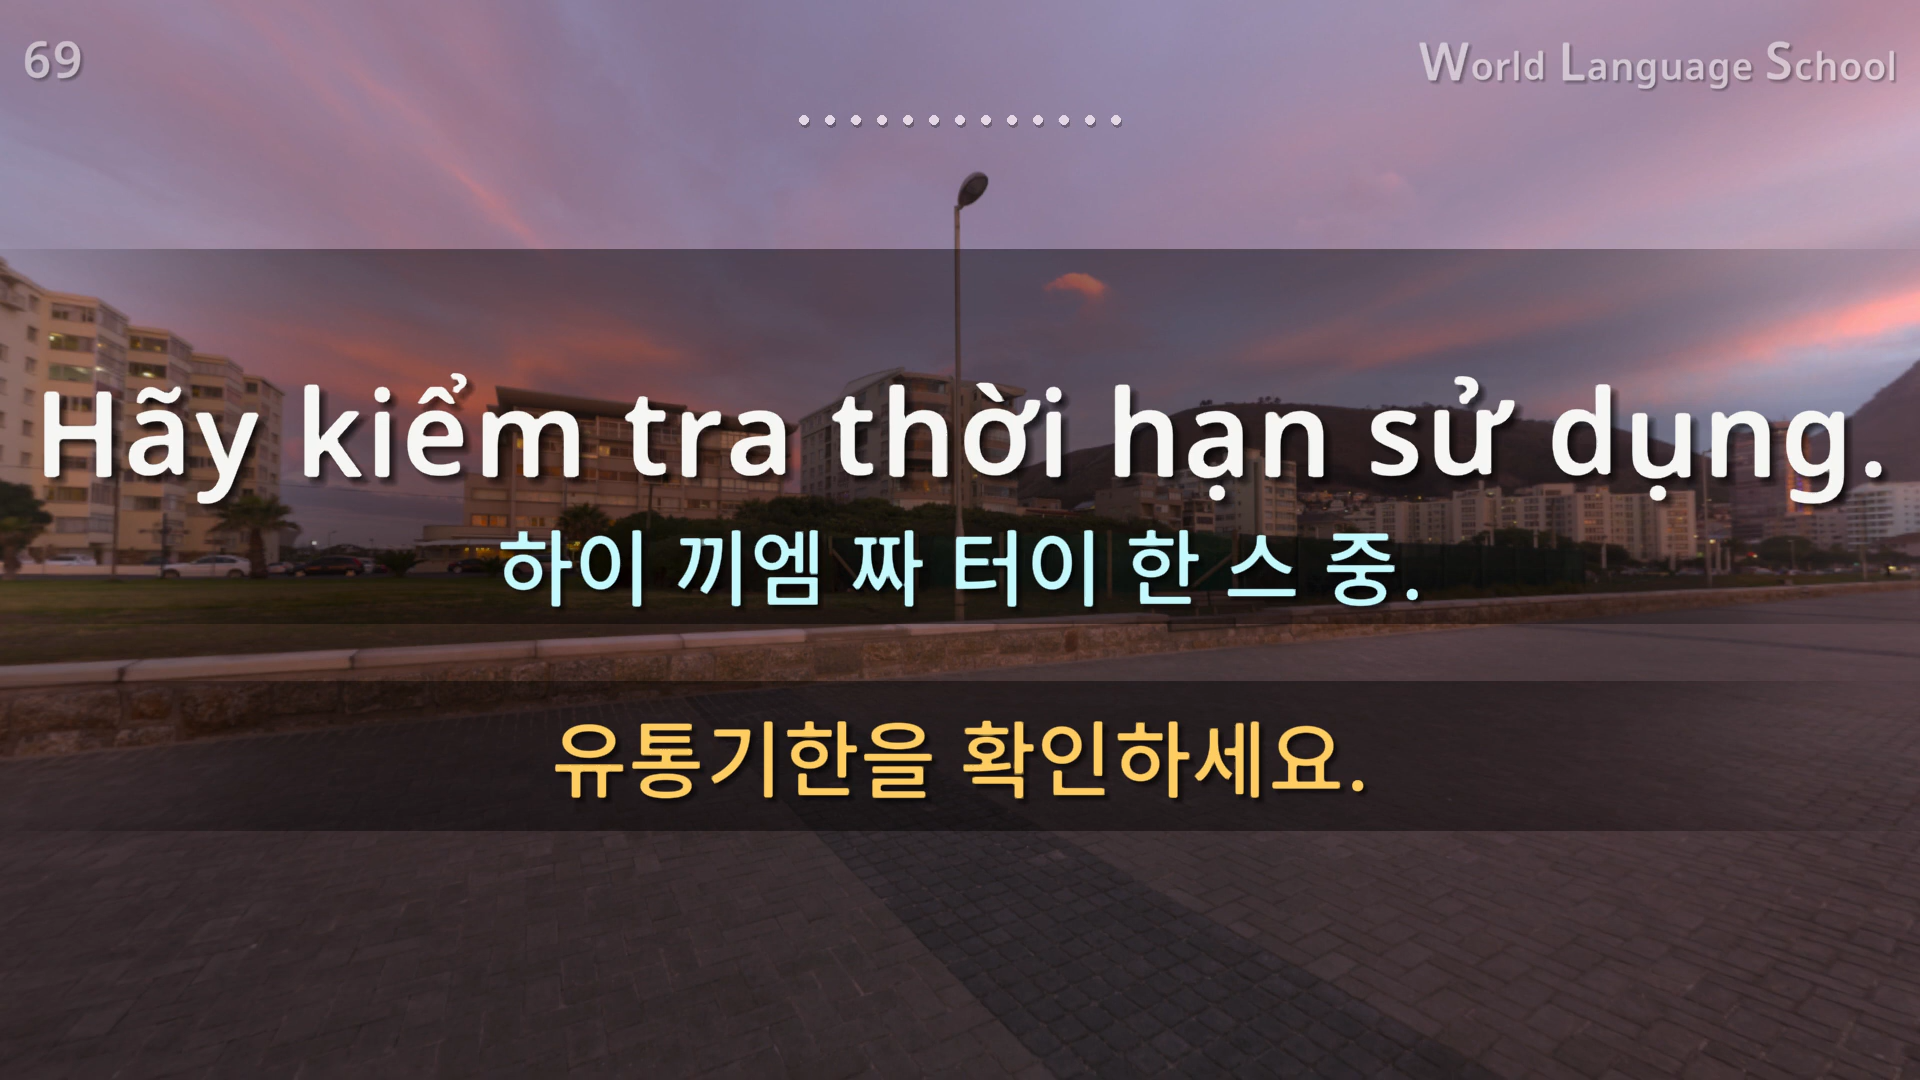 69
World Language School
Hãy kiểm tra thời hạn sử dụng.
하이 끼엠 짜 터이 한 스 중.
유통기한을 확인하세요.